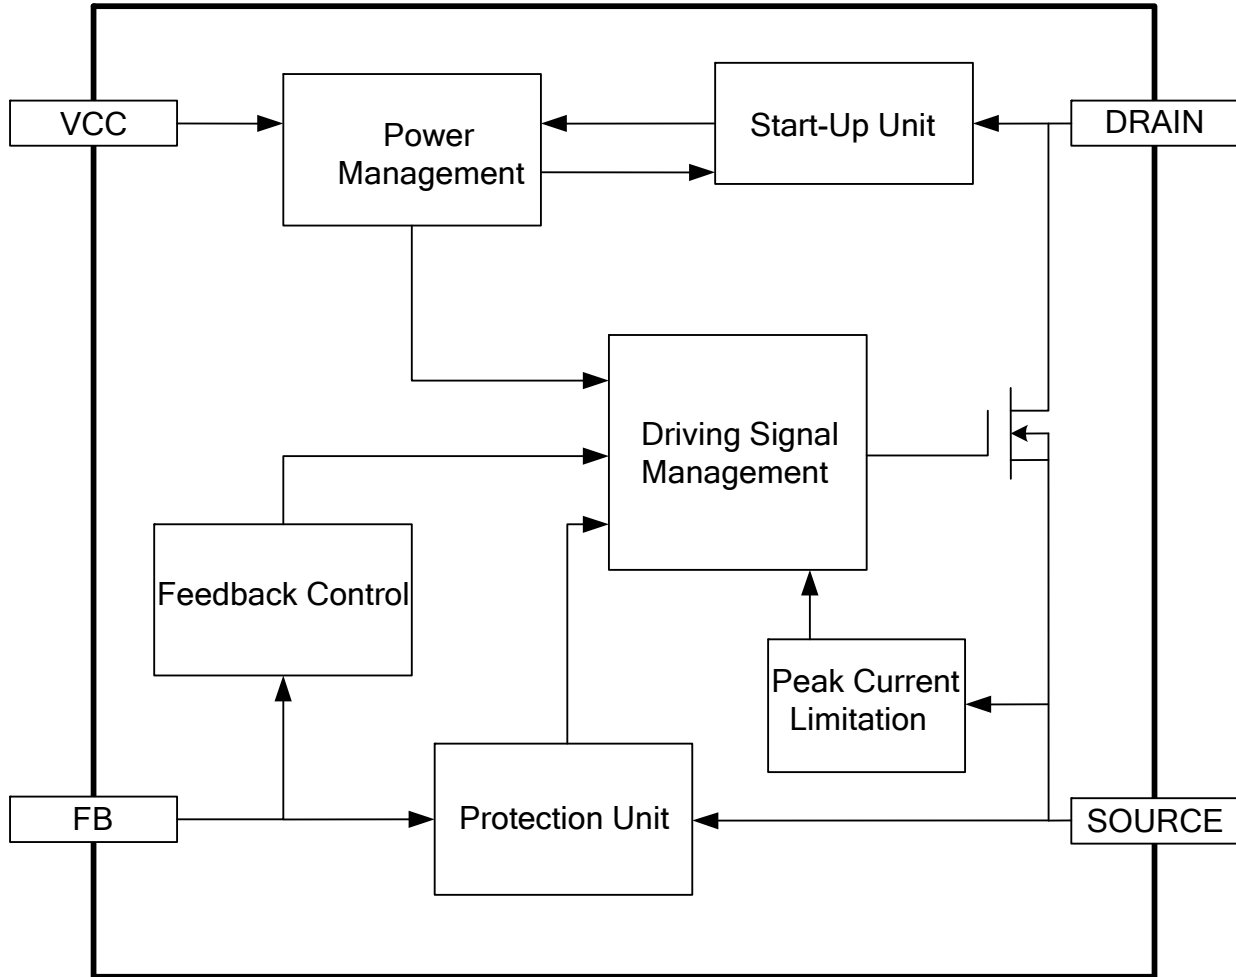 VCC
Power
Management
Start-Up Unit
DRAIN
Driving Signal
Management
Feedback Control
Peak Current
Limitation
FB
Protection Unit
SOURCE